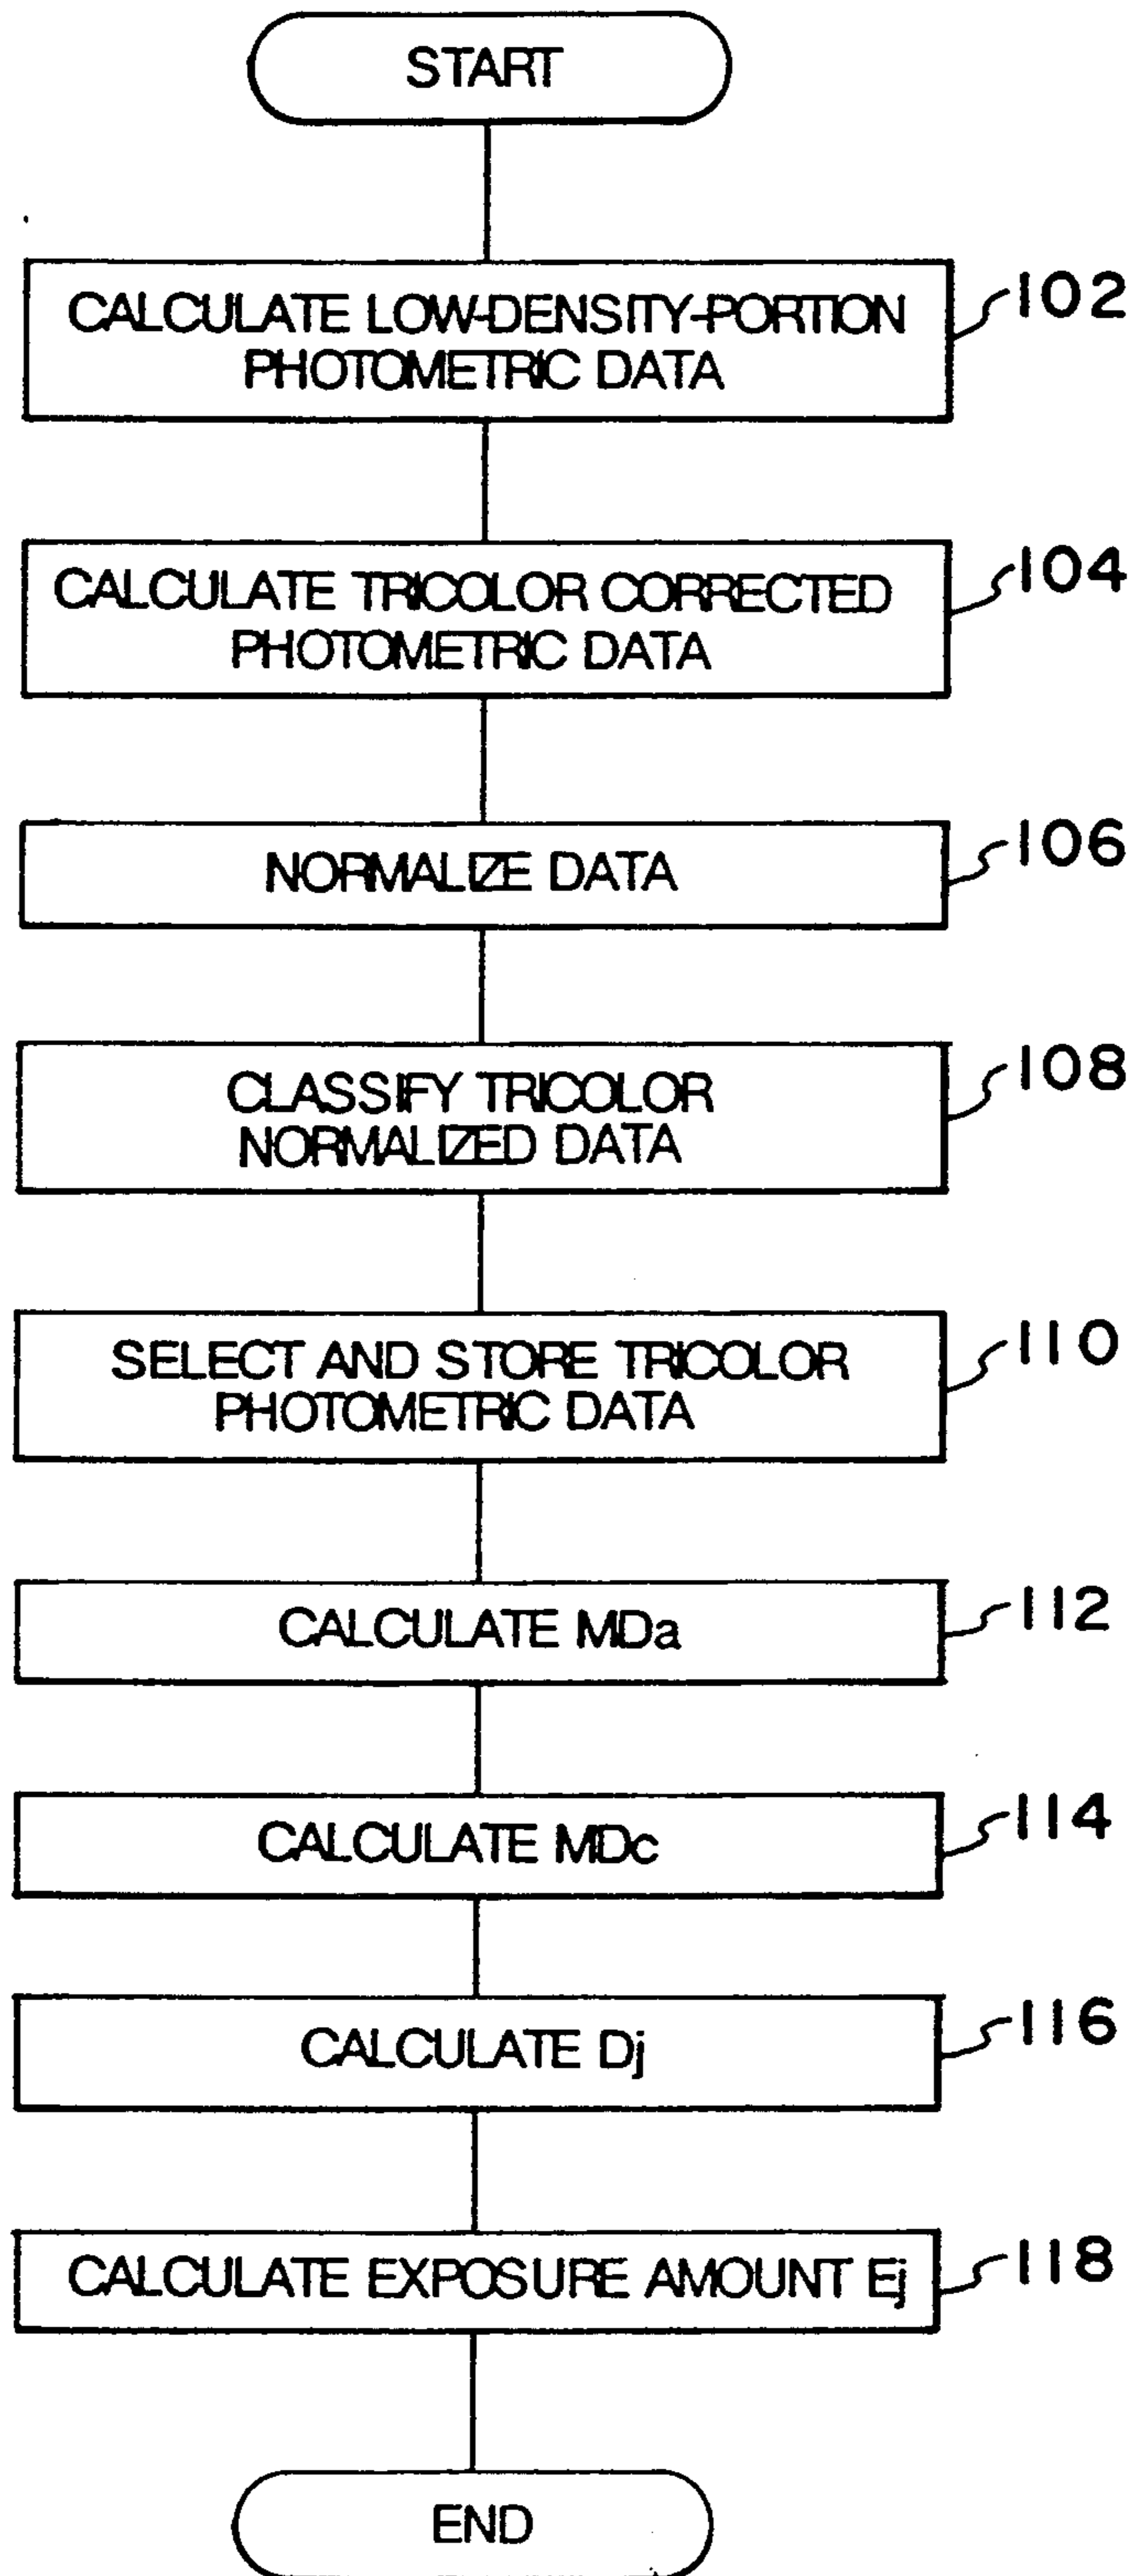 START
CALCULATE LOW-DENSITY-PORTION
PHOTOMETRIC DATA
102
CALCULATE TRICOLOR CORRECTED
PHOTOMETRIC DATA
104
NORMALIZE DATA
106
CLASSIFY TRICOLOR
NORMALIZED DATA
108
SELECT AND STORE TRICOLOR
PHOTOMETRIC DATA
110
CALCULATE MDa
112
CALCULATE MDc
114
CALCULATE Dj
116
CALCULATE EXPOSURE AMOUNT Ej
118
END